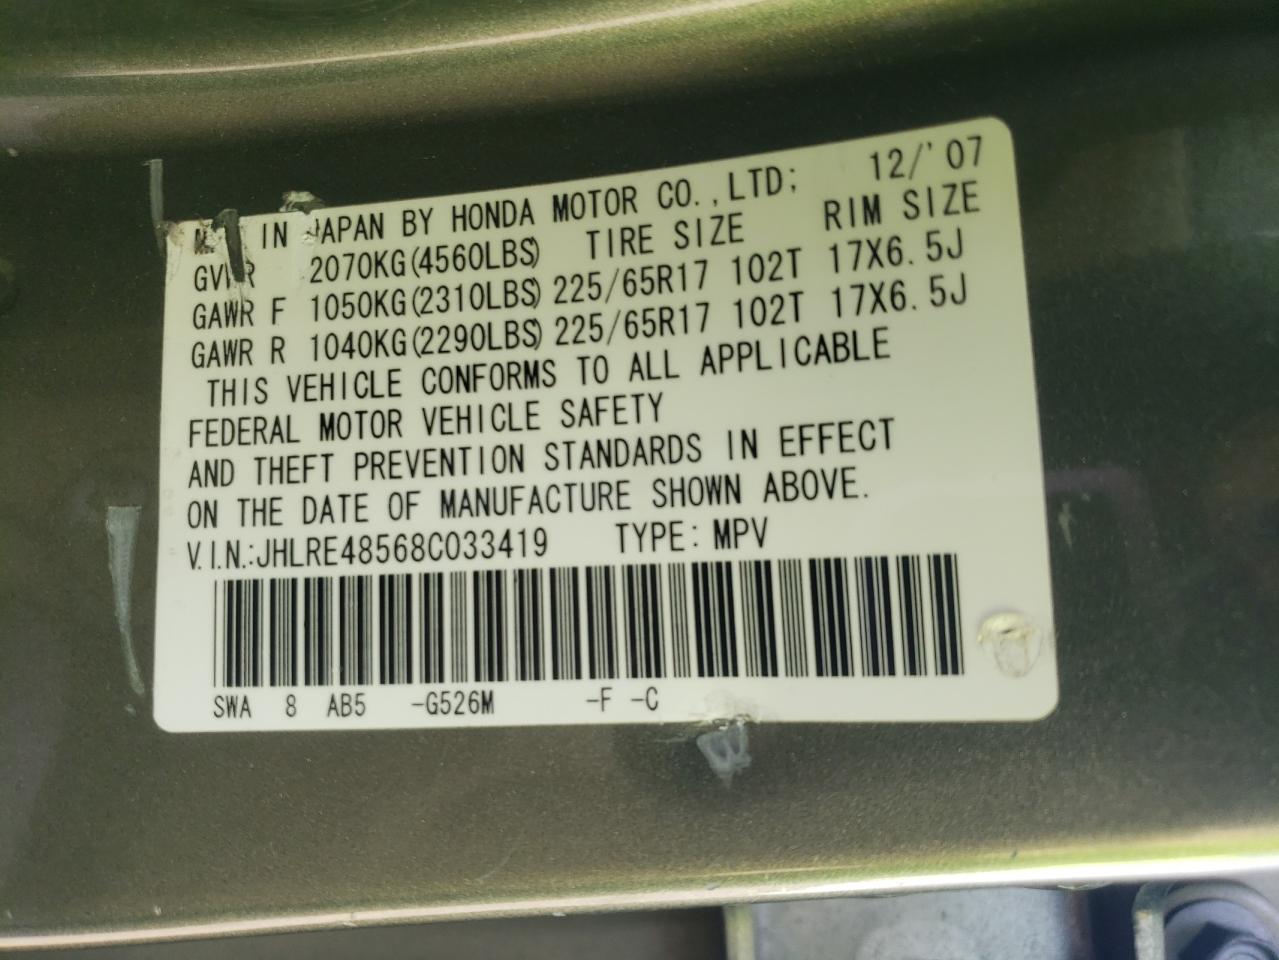 IN JAPAN BY HONDA MOTOR CO.,LTD; 12/'07
GVWR 2070KG(4560LBS) TIRE SIZE RIM SIZE
GAWR F 1050KG(2310LBS) 225/65R17 102T 17X6.5J
GAWR R 1040KG(2290LBS) 225/65R17 102T 17X6.5J
THIS VEHICLE CONFORMS TO ALL APPLICABLE
FEDERAL MOTOR VEHICLE SAFETY
AND THEFT PREVENTION STANDARDS IN EFFECT
ON THE DATE OF MANUFACTURE SHOWN ABOVE.
V.I.N.:JHLRE48568C033419 TYPE: MPV
SWA 8 AB5 -G526M -F -C